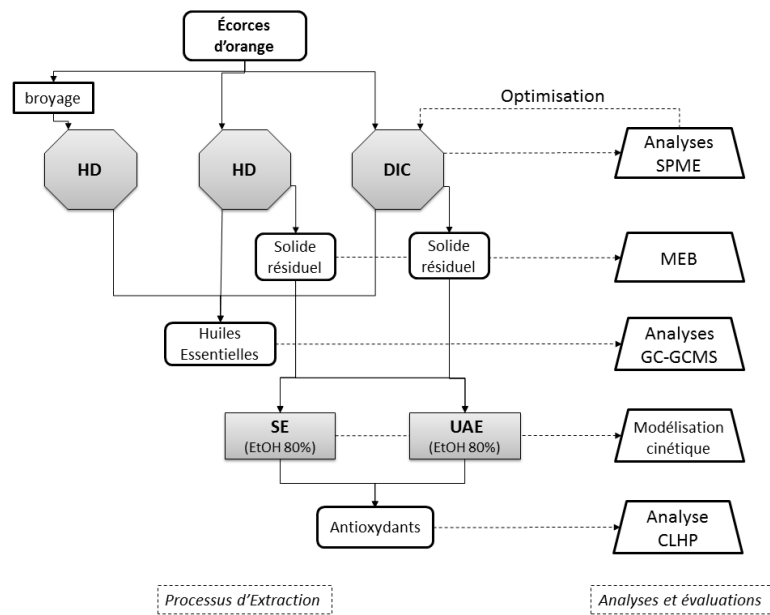 Écorces
d'orange
broyage
Optimisation
HD
HD
DIC
Analyses
SPME
Solide
résiduel
Solide
résiduel
MEB
Huiles
Essentielles
Analyses
GC-GCMS
SE
(EtOH 80%)
UAE
(EtOH 80%)
Modélisation
cinétique
Antioxydants
Analyse
CLHP
Processus d'Extraction
Analyses et évaluations